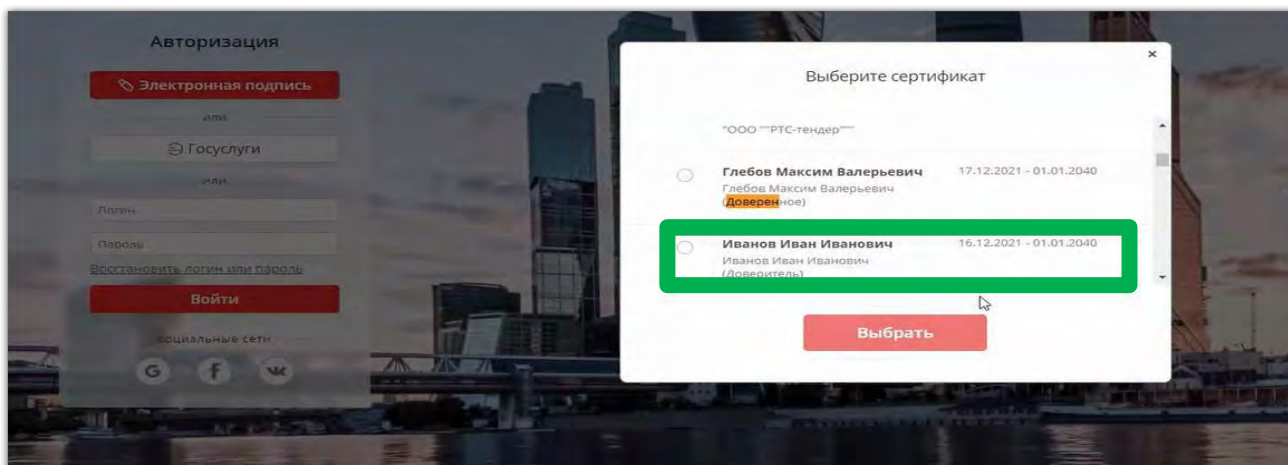 Авторизация
Электронная подпись
или
Госуслуги
или
Логин
Пароль
Восстановить логин или пароль
Войти
социальные сети
G f
Выберите сертификат
×
"ООО ""РТС-тендер"""
Глебов Максим Валерьевич 17.12.2021 - 01.01.2040
Глебов Максим Валерьевич
(Доверенное)
Иванов Иван Иванович 16.12.2021 - 01.01.2040
Иванов Иван Иванович
(Доверитель)
Выбрать